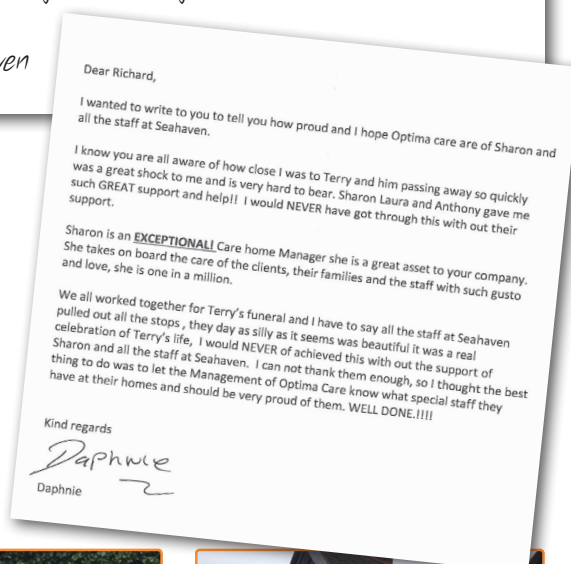 ven
Dear Richard,
I wanted to write to you to tell you how proud and I hope Optima care are of Sharon and
all the staff at Seahaven.
I know you are all aware of how close I was to Terry and him passing away so quickly
was a great shock to me and is very hard to bear. Sharon Laura and Anthony gave me
such GREAT support and help!! I would NEVER have got through this with out their
support.
Sharon is an EXCEPTIONAL! Care home Manager she is a great asset to your company.
She takes on board the care of the clients, their families and the staff with such gusto
and love, she is one in a million.
We all worked together for Terry's funeral and I have to say all the staff at Seahaven
pulled out all the stops , they day as silly as it seems was beautiful it was a real
celebration of Terry's life, I would NEVER of achieved this with out the support of
Sharon and all the staff at Seahaven. I can not thank them enough, so I thought the best
thing to do was to let the Management of Optima Care know what special staff they
have at their homes and should be very proud of them. WELL DONE.!!!!
Kind regards
Daphnie
Daphnie